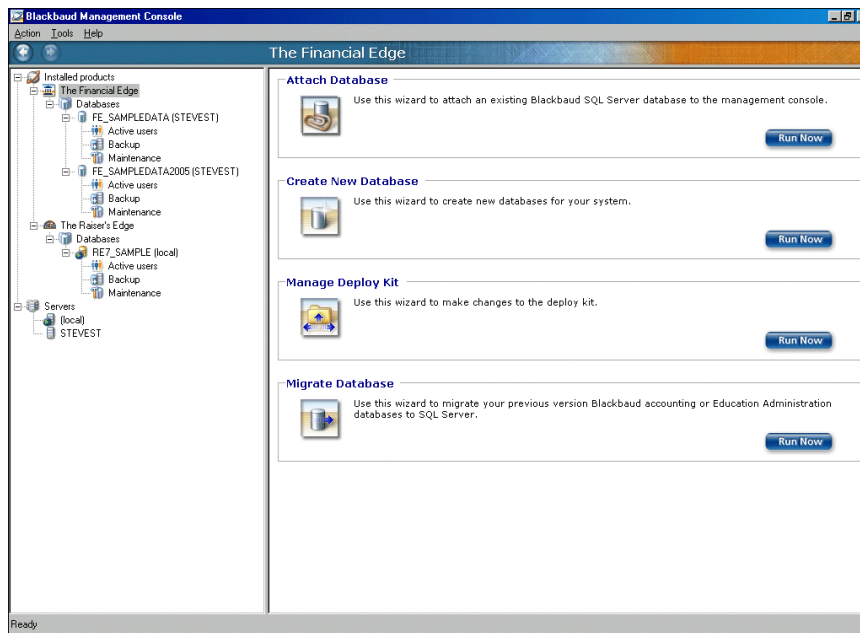 Blackbaud Management Console
Action Tools Help
The Financial Edge
Installed products
The Financial Edge
Databases
FE_SAMPLEDATA (STEVEST)
Active users
Backup
Maintenance
FE_SAMPLEDATA2005 (STEVEST)
Active users
Backup
Maintenance
The Raiser's Edge
Databases
RE7_SAMPLE (local)
Active users
Backup
Maintenance
Servers
(local)
STEVEST
Attach Database
Use this wizard to attach an existing Blackbaud SQL Server database to the management console.
Run Now
Create New Database
Use this wizard to create new databases for your system.
Run Now
Manage Deploy Kit
Use this wizard to make changes to the deploy kit.
Run Now
Migrate Database
Use this wizard to migrate your previous version Blackbaud accounting or Education Administration
databases to SQL Server.
Run Now
Ready